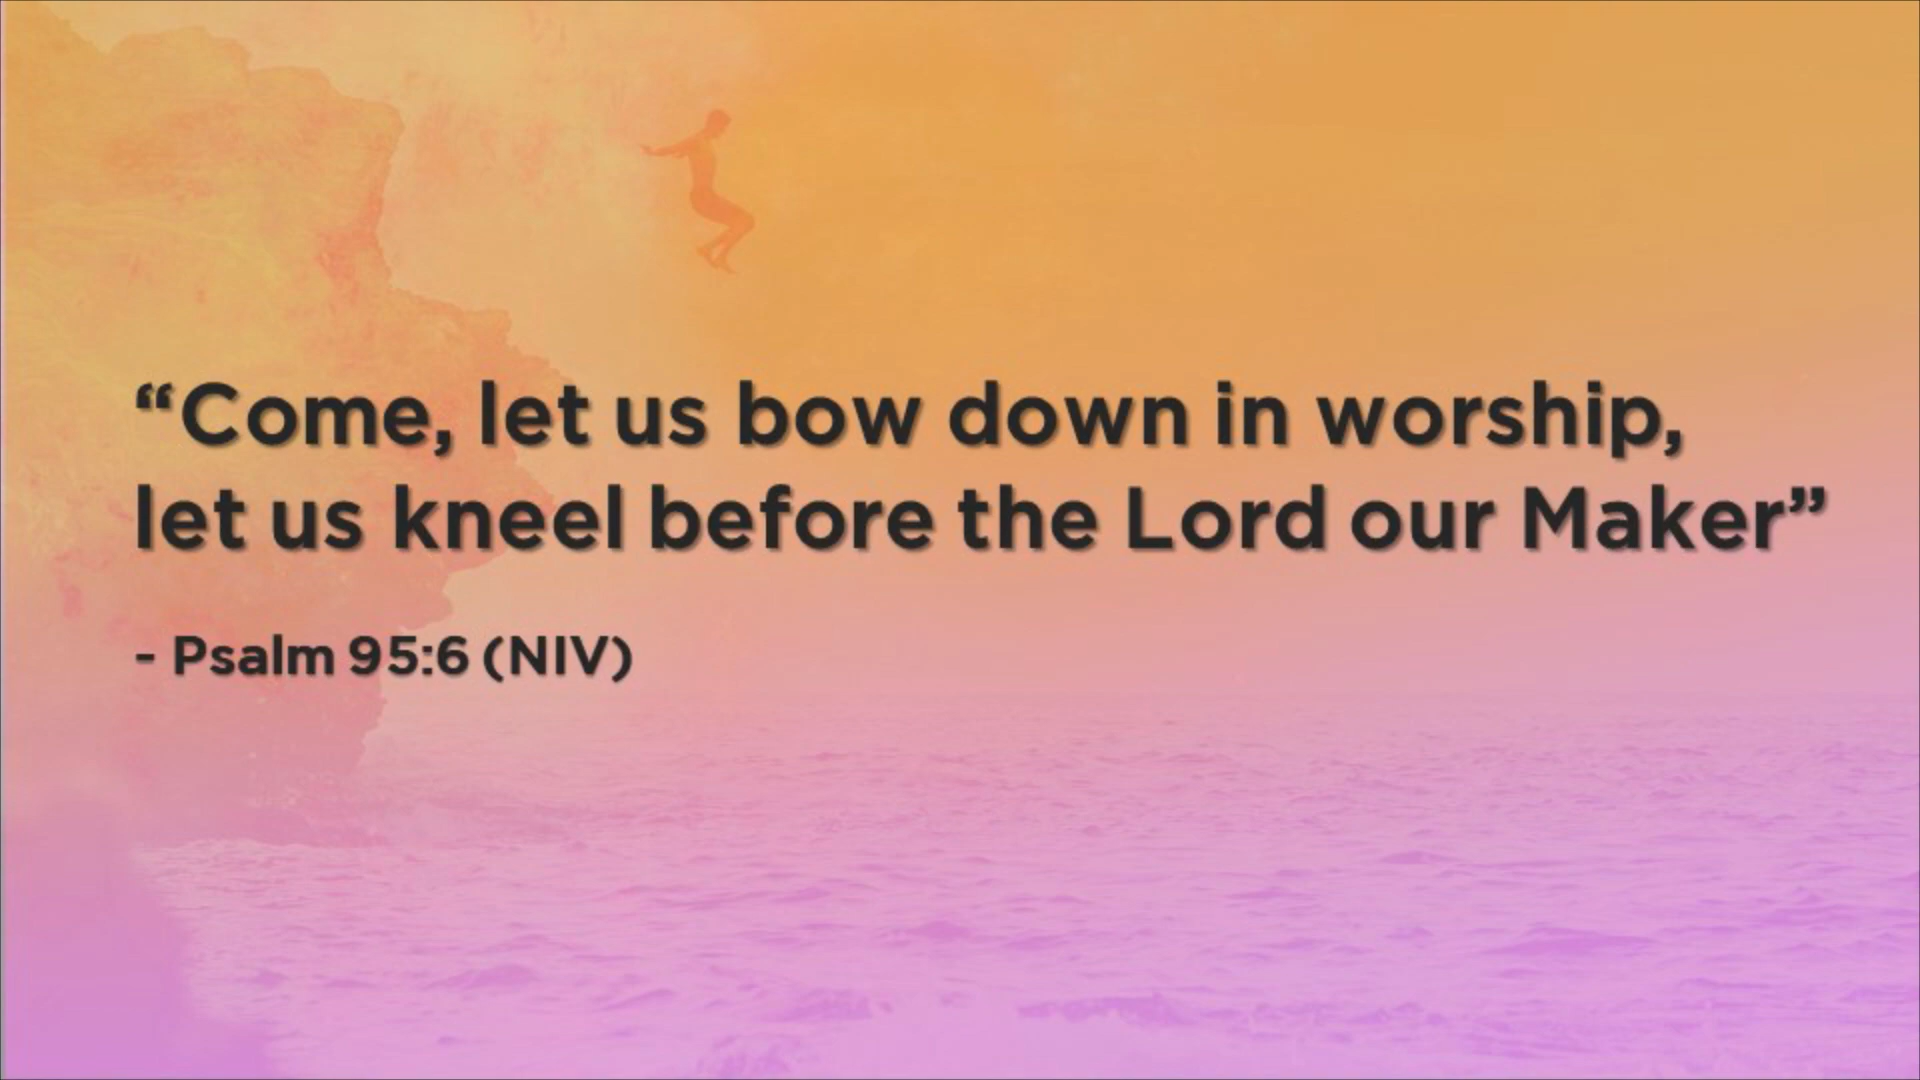 “Come, let us bow down in worship,
let us kneel before the Lord our Maker”
- Psalm 95:6 (NIV)